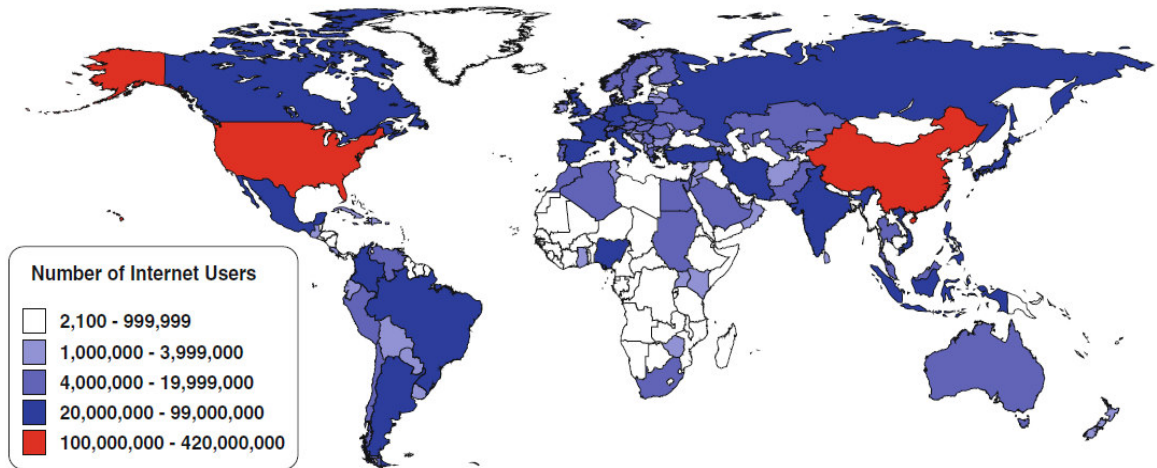 Number of Internet Users
2,100 - 999,999
1,000,000 - 3,999,000
4,000,000 - 19,999,000
20,000,000 - 99,000,000
100,000,000 - 420,000,000